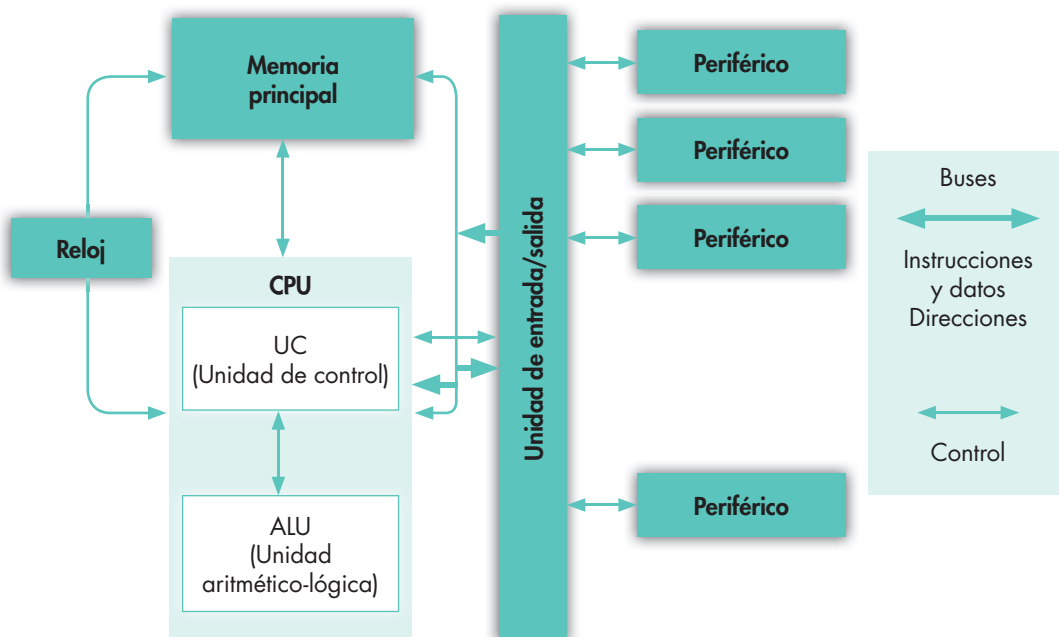 Memoria
principal
Reloj
CPU
UC
(Unidad de control)
ALU
(Unidad
aritmético-lógica)
Unidad de entrada/salida
Periférico
Periférico
Periférico
Periférico
Buses
Instrucciones
y datos
Direcciones
Control